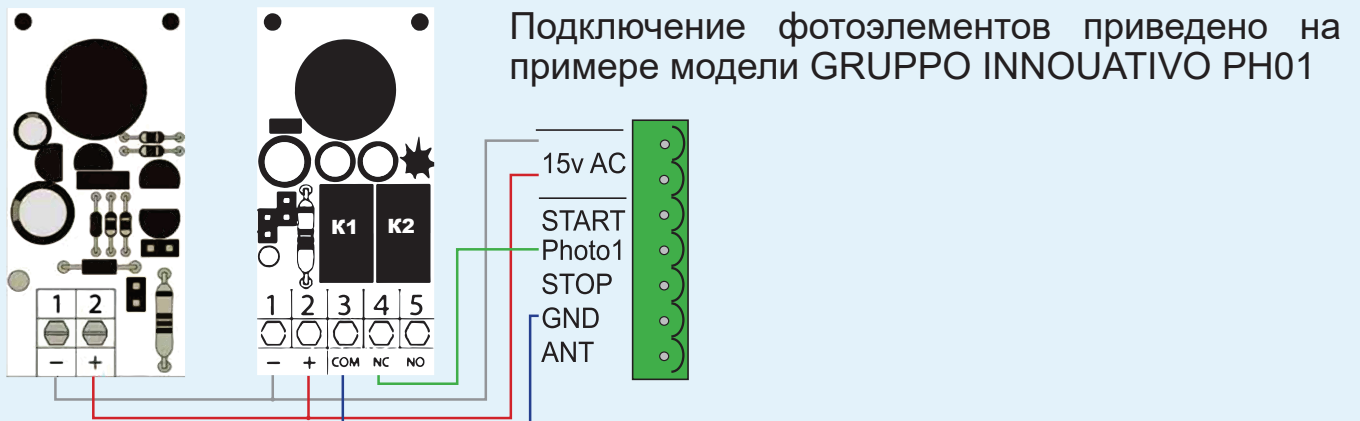 Подключение фотоэлементов приведено на
примере модели GRUPPO INNOUATIVO PH01
15v AC
START
Photo1
STOP
GND
ANT
K1 K2
1 2
− +
1 2 3 4 5
− + COM NC NO